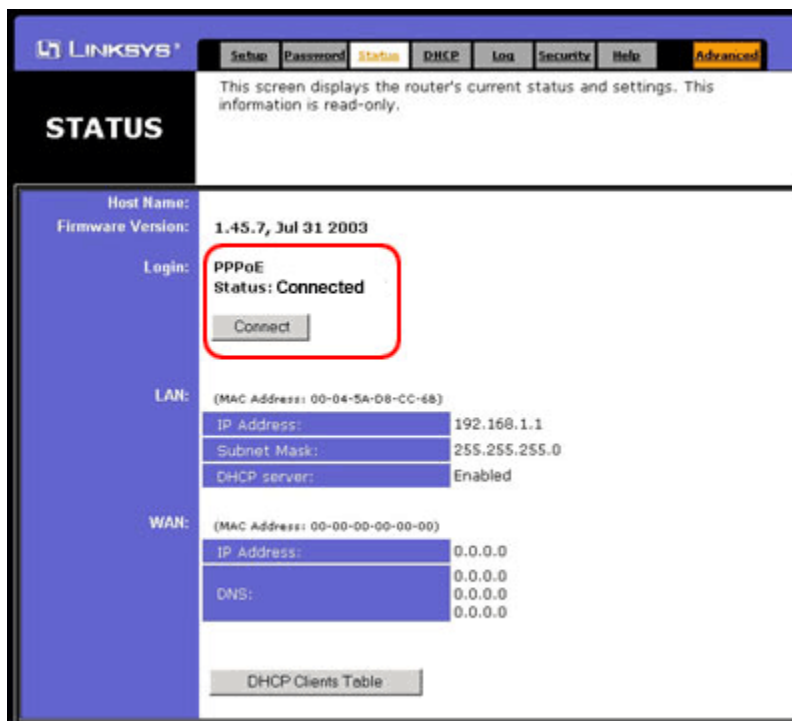 LINKSYS®
Setup Password Status DHCP Log Security Help Advanced
STATUS
This screen displays the router's current status and settings. This
information is read-only.
Host Name:
Firmware Version: 1.45.7, Jul 31 2003
Login: PPPoE
Status: Connected
Connect
LAN: (MAC Address: 00-04-5A-D8-CC-68)
IP Address: 192.168.1.1
Subnet Mask: 255.255.255.0
DHCP server: Enabled
WAN: (MAC Address: 00-00-00-00-00-00)
IP Address: 0.0.0.0
DNS: 0.0.0.0
0.0.0.0
0.0.0.0
DHCP Clients Table